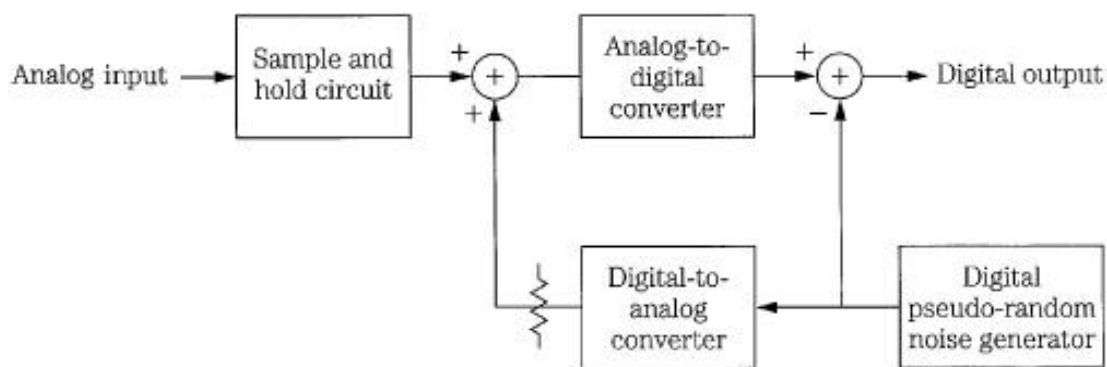 Analog input
Sample and
hold circuit
+
+
+
Analog-to-
digital
converter
+
+
−
Digital output
Digital-to-
analog
converter
Digital
pseudo-random
noise generator